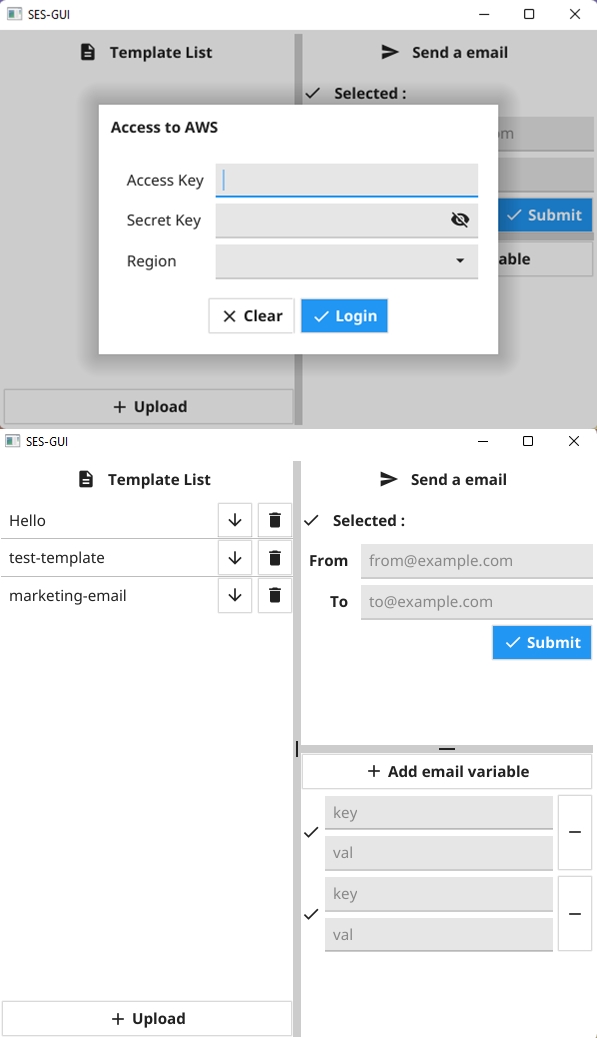 SES-GUI
Template List
Send a email
Selected :
om
Access to AWS
Access Key
Secret Key
Region
Clear
Login
Submit
able
Upload
SES-GUI
Template List
Send a email
Hello
test-template
marketing-email
Selected :
From from@example.com
To to@example.com
Submit
Add email variable
key
val
key
val
Upload